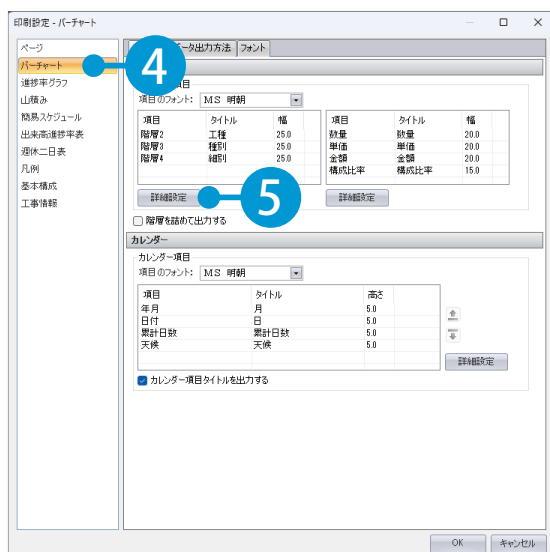 印刷設定 - バーチャート
ページ
バーチャート
進捗率グラフ
山積み
簡易スケジュール
出来高進捗率表
週休二日表
凡例
基本構成
工事情報
4
ータ出力方法 フォント
項目
項目のフォント: MS 明朝
項目 タイトル 幅
階層2 工種 25.0
階層3 種別 25.0
階層4 細別 25.0
詳細設定
5
項目 タイトル 幅
数量 数量 20.0
単価 単価 20.0
金額 金額 20.0
構成比率 構成比率 15.0
詳細設定
階層を詰めて出力する
カレンダー
カレンダー項目
項目のフォント: MS 明朝
項目 タイトル 高さ
年月 月 5.0
日付 日 5.0
累計日数 累計日数 5.0
天候 天候 5.0
詳細設定
カレンダー項目タイトルを出力する
OK キャンセル